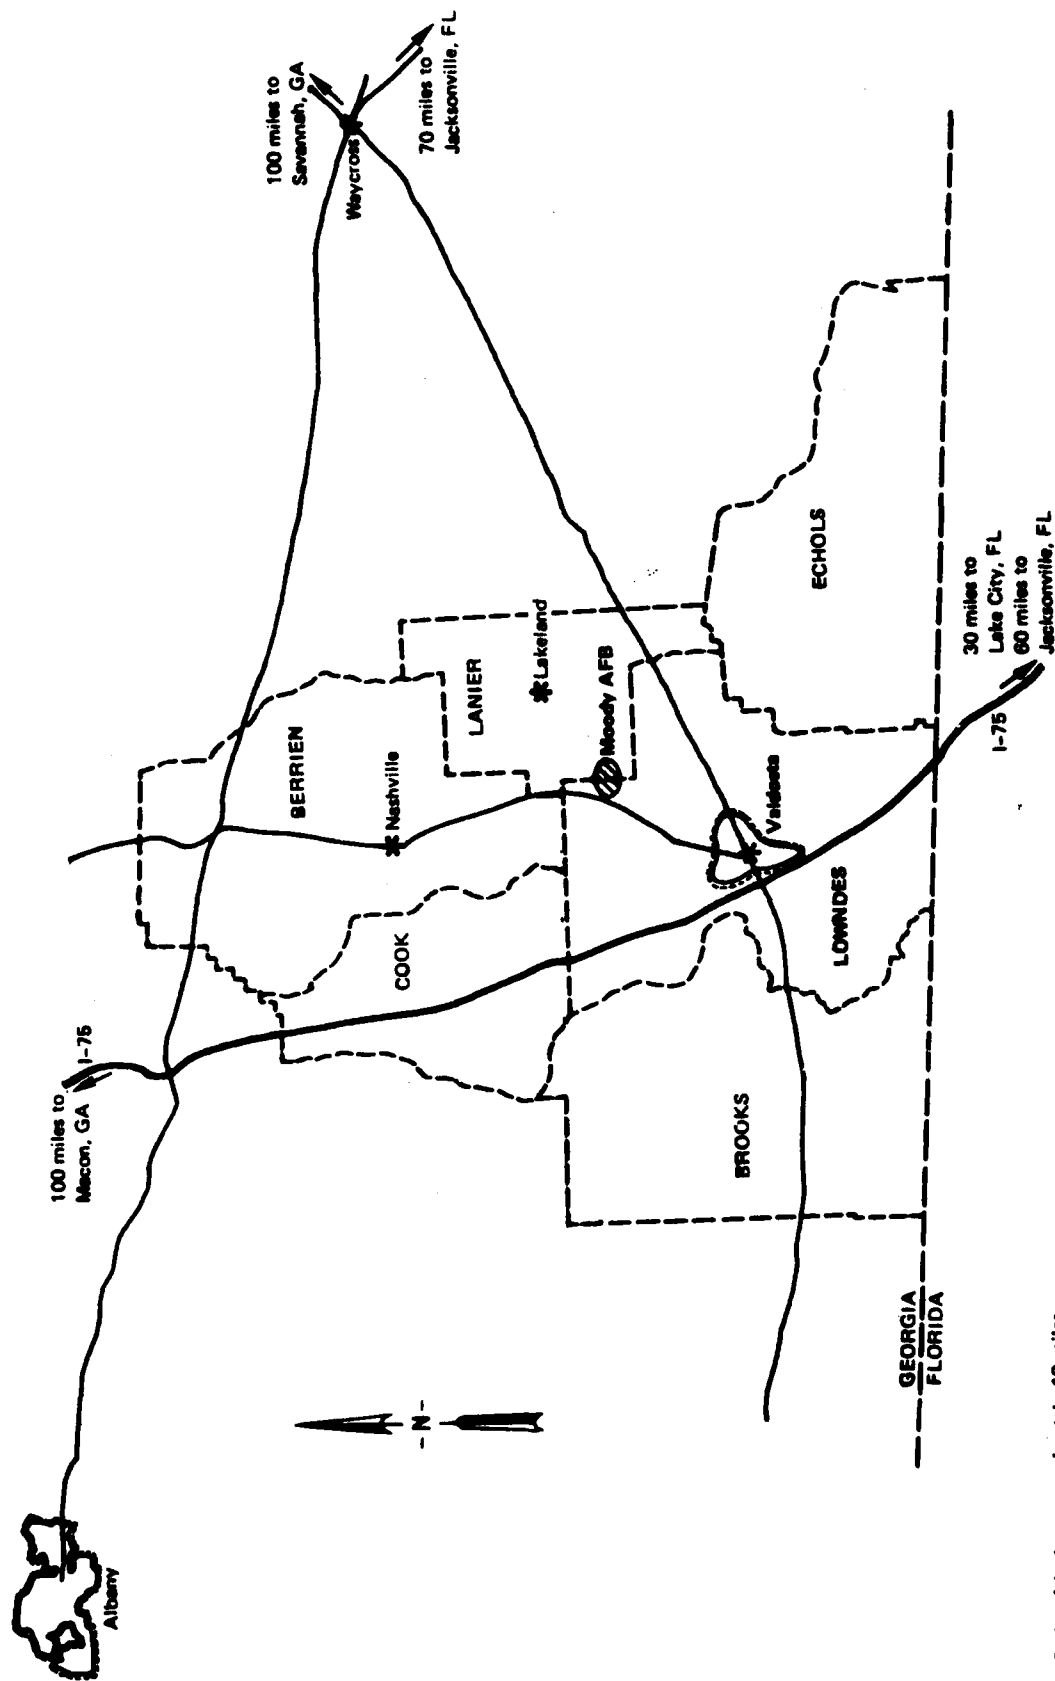 Albany
100 miles to
Macon, GA
I-75
100 miles to
Savannah, GA
Waycross
70 miles to
Jacksonville, FL
BERRIEN
Nashville
COOK
LANIER
Lakeland
Moody AFB
Valdosta
LOWNDES
BROOKS
ECHOLS
- N -
GEORGIA
FLORIDA
I-75
30 miles to
Lake City, FL
60 miles to
Jacksonville, FL